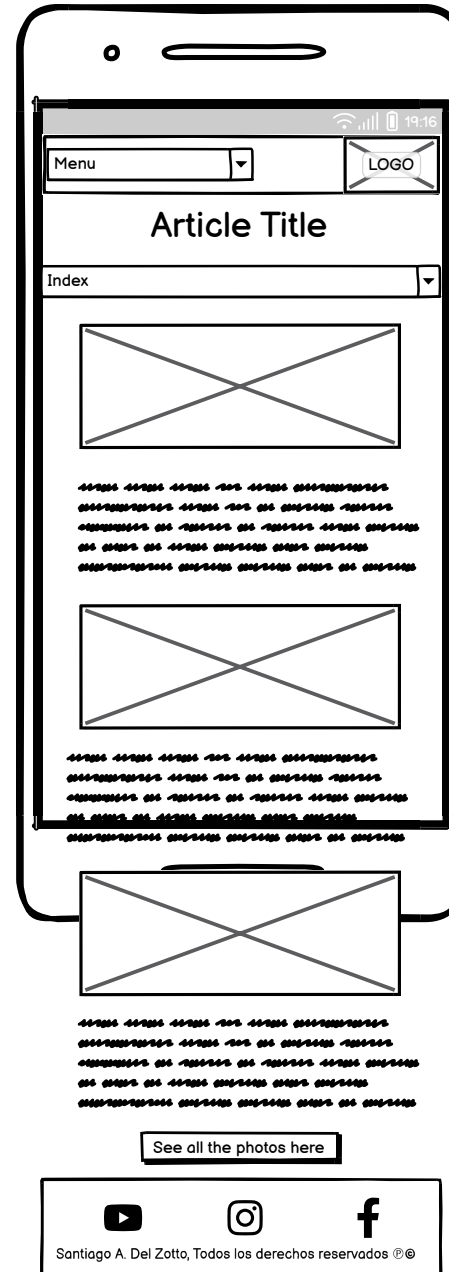 19:16
Menu
LOGO
Article Title
Index
See all the photos here
Santiago A. Del Zotto, Todos los derechos reservados ℗©